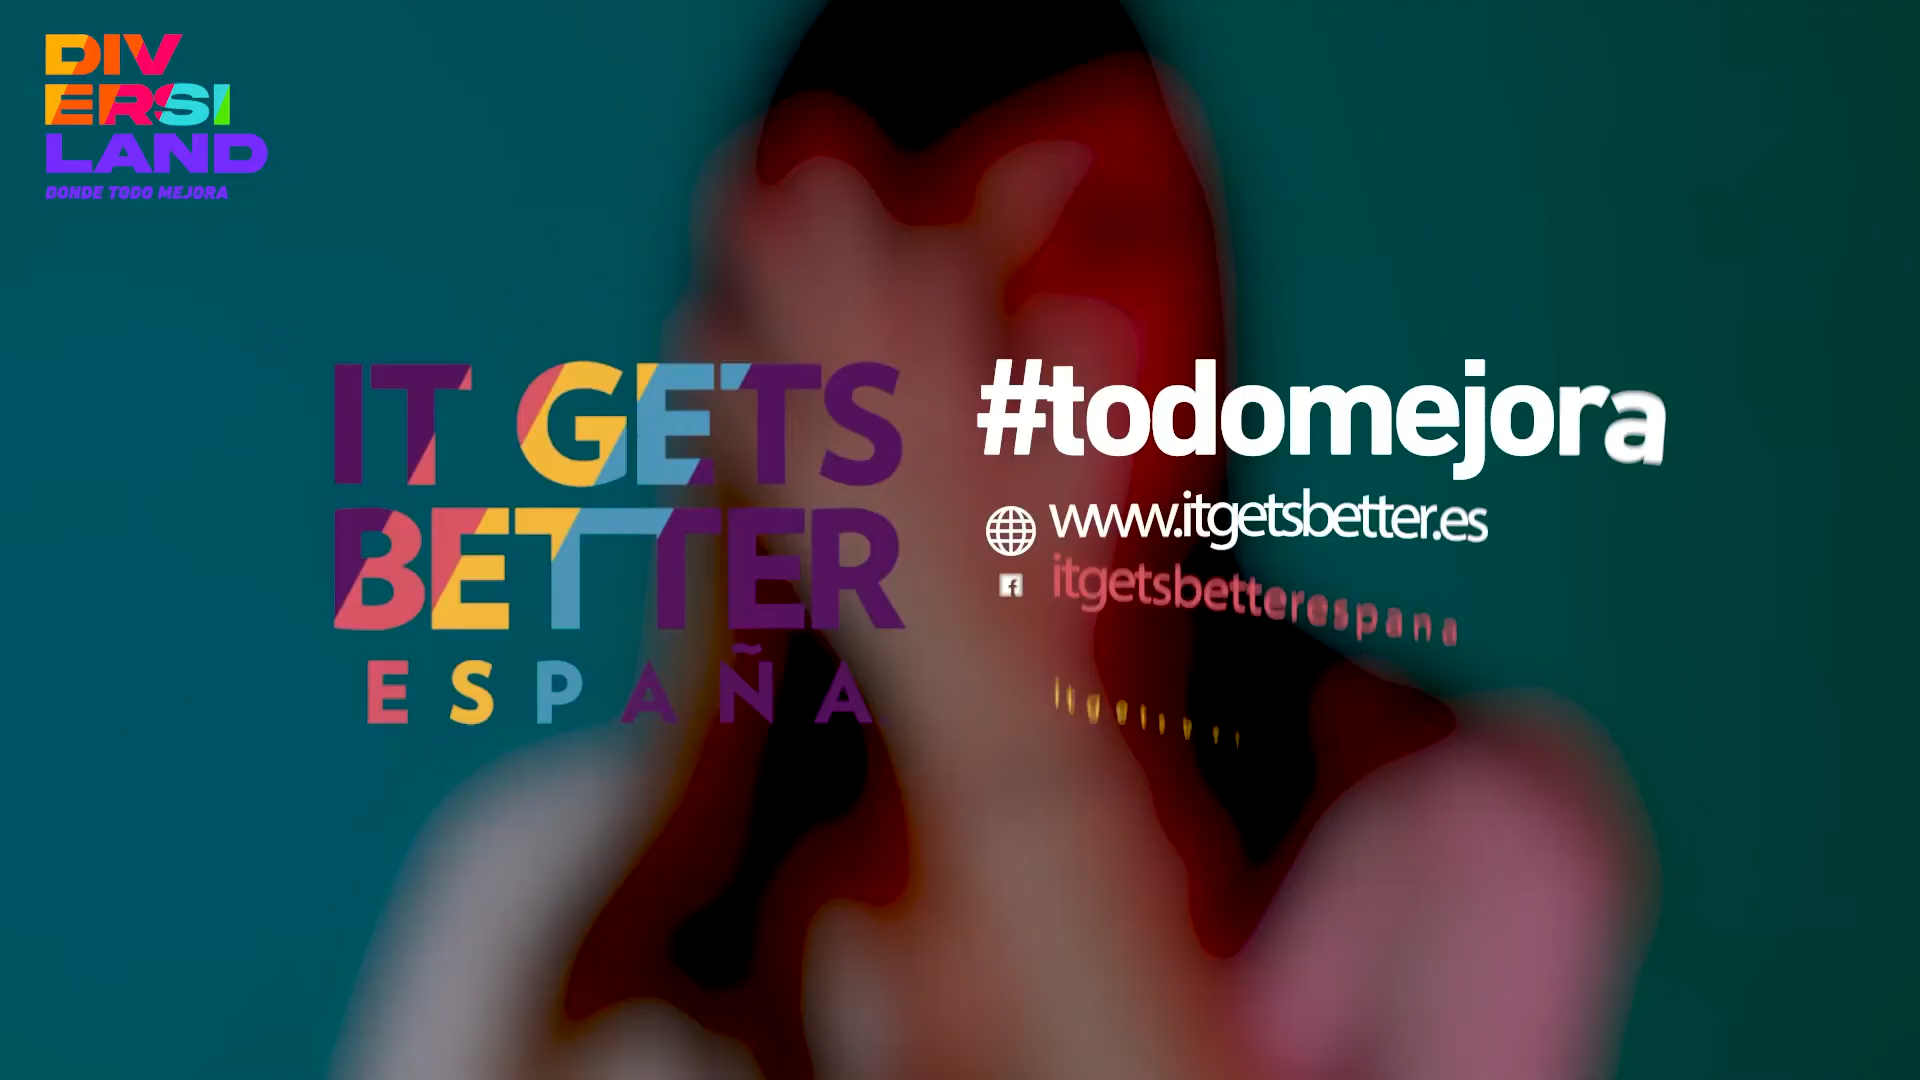 DIV
ERSI
LAND
DONDE TODO MEJORA
IT GETS
BETTER
ESPAÑA
#todomejora
www.itgetsbetter.es
itgetsbetterespana